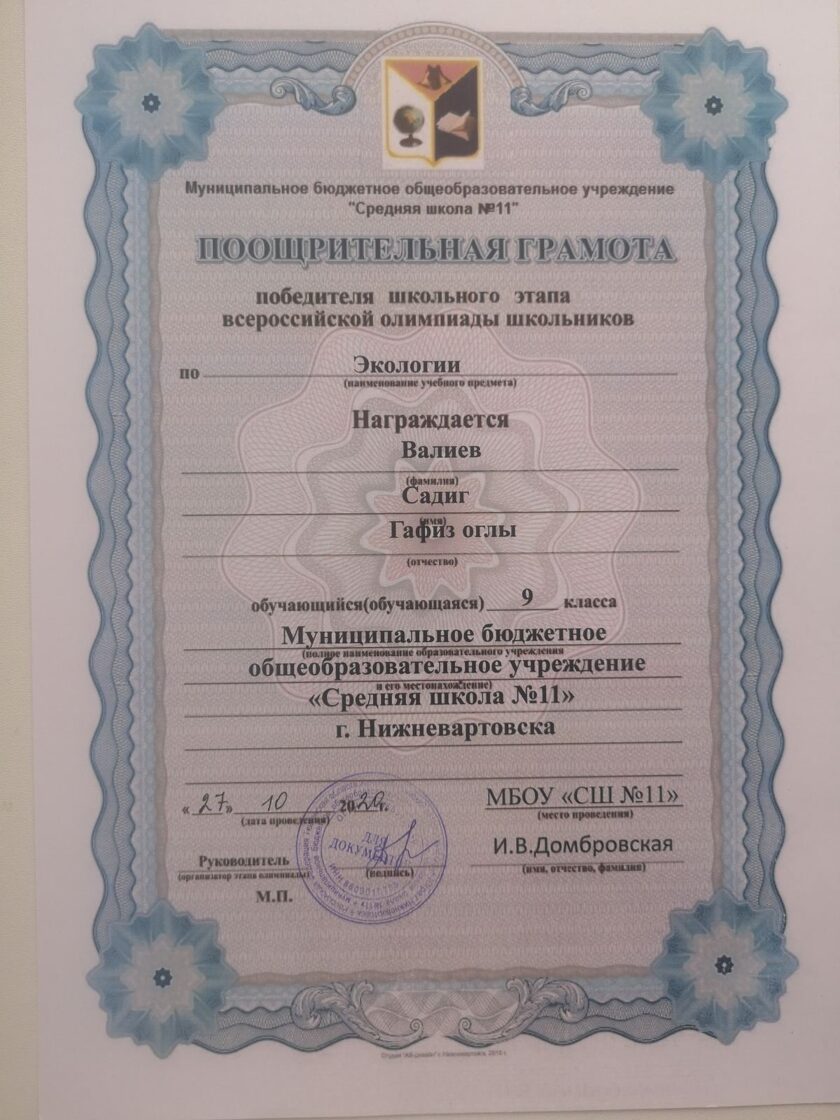 Муниципальное бюджетное общеобразовательное учреждение
"Средняя школа №11"
ПООЩРИТЕЛЬНАЯ ГРАМОТА
победителя школьного этапа
всероссийской олимпиады школьников
по Экологии
(наименование учебного предмета)
Награждается
Валиев
(фамилия)
Садиг
(имя)
Гафиз оглы
(отчество)
обучающийся(обучающаяся) 9 класса
Муниципальное бюджетное
(полное наименование образовательного учреждения
общеобразовательное учреждение
и его местонахождение)
«Средняя школа №11»
г. Нижневартовска
« 27 » 10 2020г.
(дата проведения)
МБОУ «СШ №11»
(место проведения)
ДЛЯ
ДОКУМЕНТ
Руководитель
(организатор этапа олимпиады)
(подпись)
И.В.Домбровская
(имя, отчество, фамилия)
М.П.